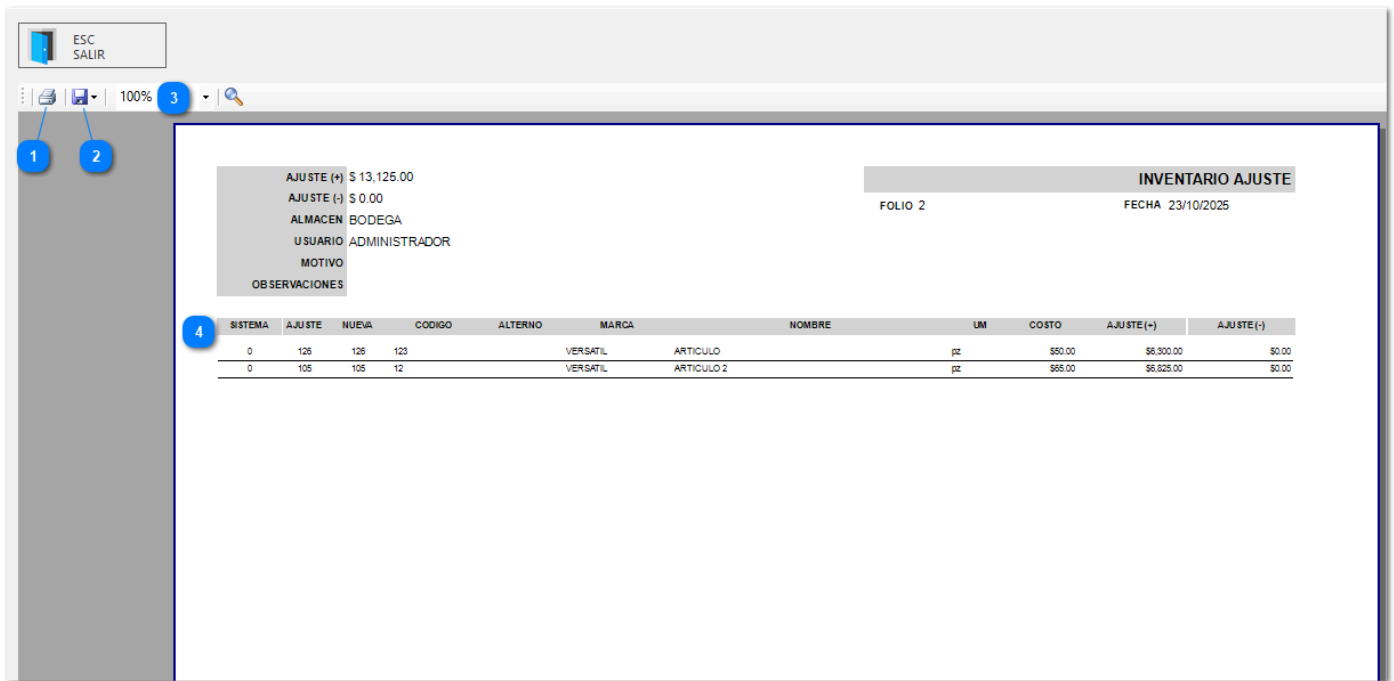 ESC
SALIR
100% 3
1 2
AJUSTE (+) $ 13,125.00
AJUSTE (-) $ 0.00
ALMACEN BODEGA
USUARIO ADMINISTRADOR
MOTIVO
OBSERVACIONES
INVENTARIO AJUSTE
FOLIO 2 FECHA 23/10/2025
4 SISTEMA AJUSTE NUEVA CODIGO ALTERNO MARCA NOMBRE UM COSTO AJUSTE(+) AJUSTE(-)
0 126 126 123 VERSATIL ARTICULO pz $50.00 $6,300.00 $0.00
0 105 105 12 VERSATIL ARTICULO 2 pz $65.00 $6,825.00 $0.00